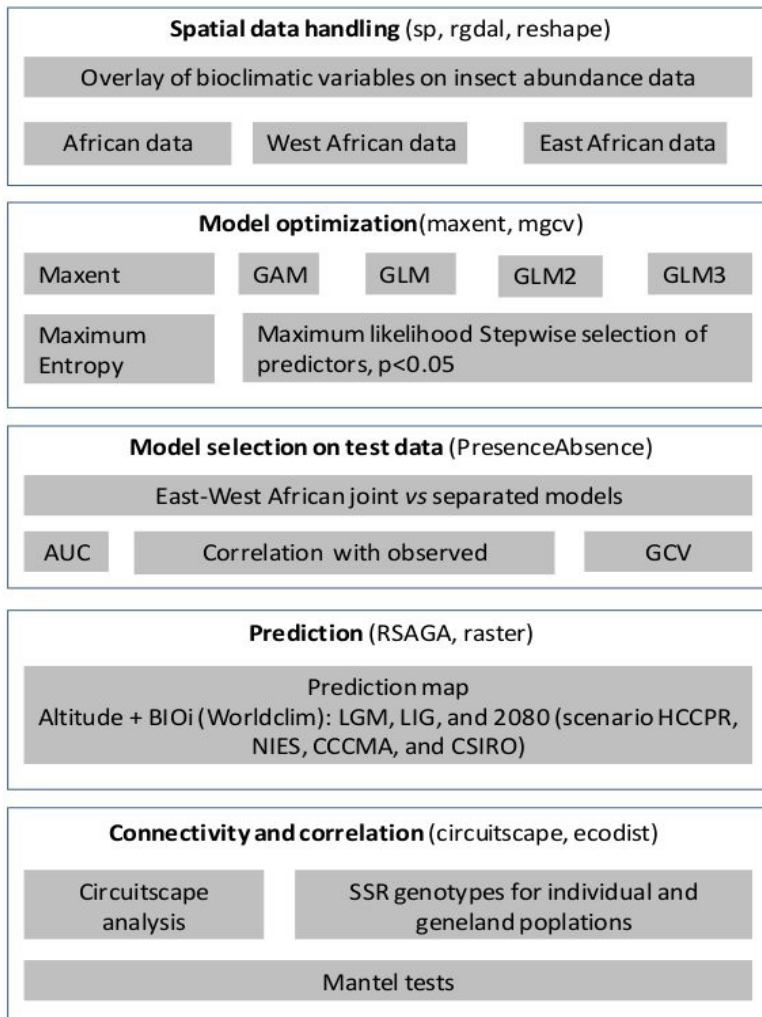 Spatial data handling (sp, rgdal, reshape)
Overlay of bioclimatic variables on insect abundance data
African data
West African data
East African data
Model optimization(maxent, mgcv)
Maxent
GAM
GLM
GLM2
GLM3
Maximum
Entropy
Maximum likelihood Stepwise selection of
predictors, p<0.05
Model selection on test data (PresenceAbsence)
East-West African joint vs separated models
AUC
Correlation with observed
GCV
Prediction (RSAGA, raster)
Prediction map
Altitude + BIOi (Worldclim): LGM, LIG, and 2080 (scenario HCCPR,
NIES, CCCMA, and CSIRO)
Connectivity and correlation (circuitscape, ecodist)
Circuitscape
analysis
SSR genotypes for individual and
geneland poplations
Mantel tests